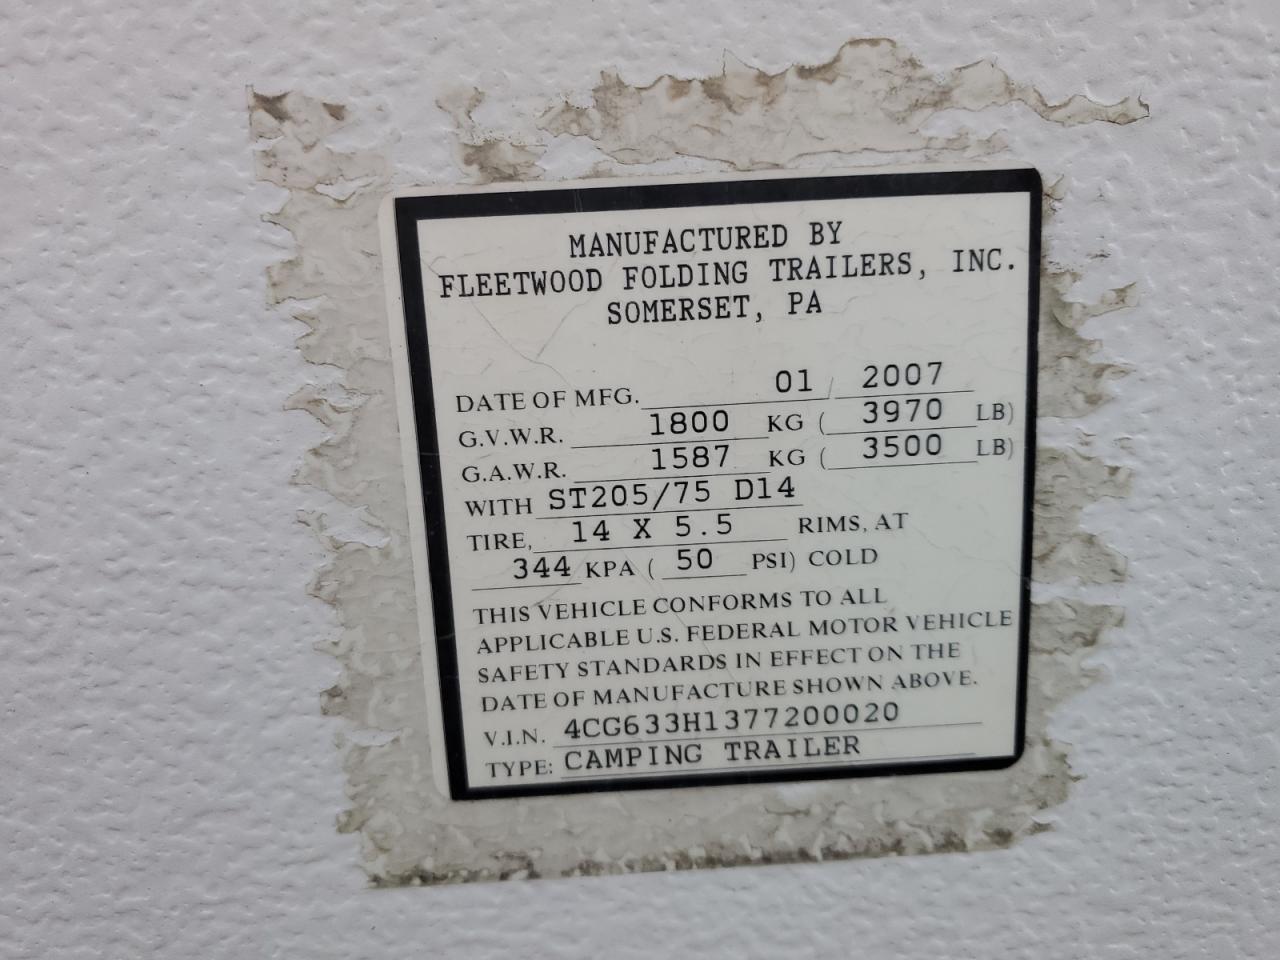 MANUFACTURED BY
FLEETWOOD FOLDING TRAILERS, INC.
SOMERSET, PA
DATE OF MFG. 01 / 2007
G.V.W.R. 1800 KG ( 3970 LB)
G.A.W.R. 1587 KG ( 3500 LB)
WITH ST205/75 D14
TIRE, 14 X 5.5 RIMS, AT
344 KPA ( 50 PSI) COLD
THIS VEHICLE CONFORMS TO ALL
APPLICABLE U.S. FEDERAL MOTOR VEHICLE
SAFETY STANDARDS IN EFFECT ON THE
DATE OF MANUFACTURE SHOWN ABOVE.
V.I.N. 4CG633H1377200020
TYPE: CAMPING TRAILER